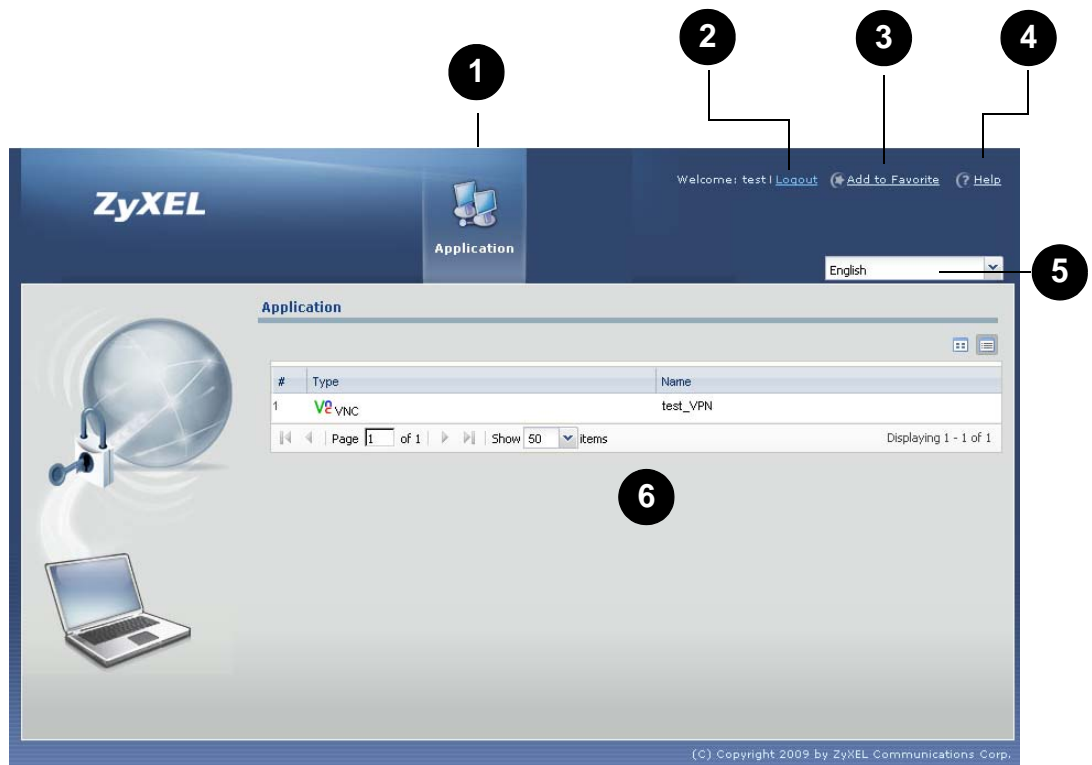 1
2
3
4
ZyXEL
Application
Welcome: test | Logout Add to Favorite ? Help
English
5
Application
# Type Name
1 VNC test_VPN
Page 1 of 1 Show 50 items Displaying 1 - 1 of 1
6
(C) Copyright 2009 by ZyXEL Communications Corp.